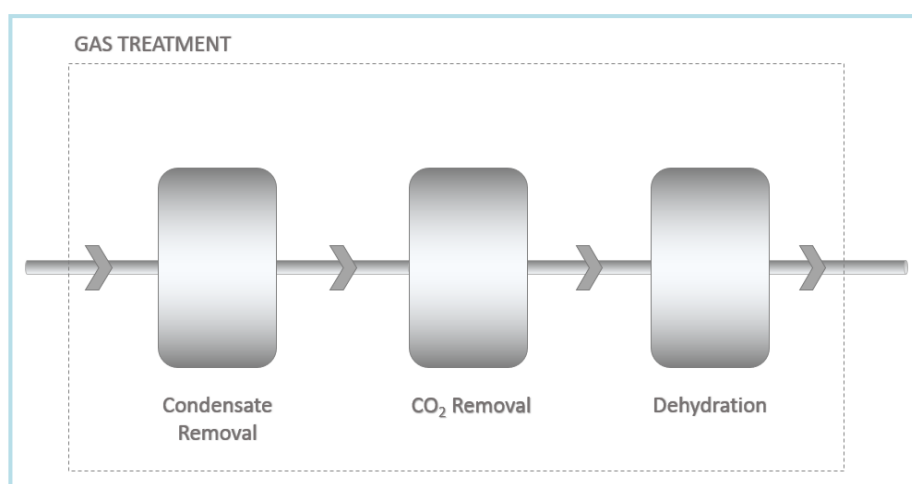 GAS TREATMENT
Condensate
Removal
CO₂ Removal
Dehydration